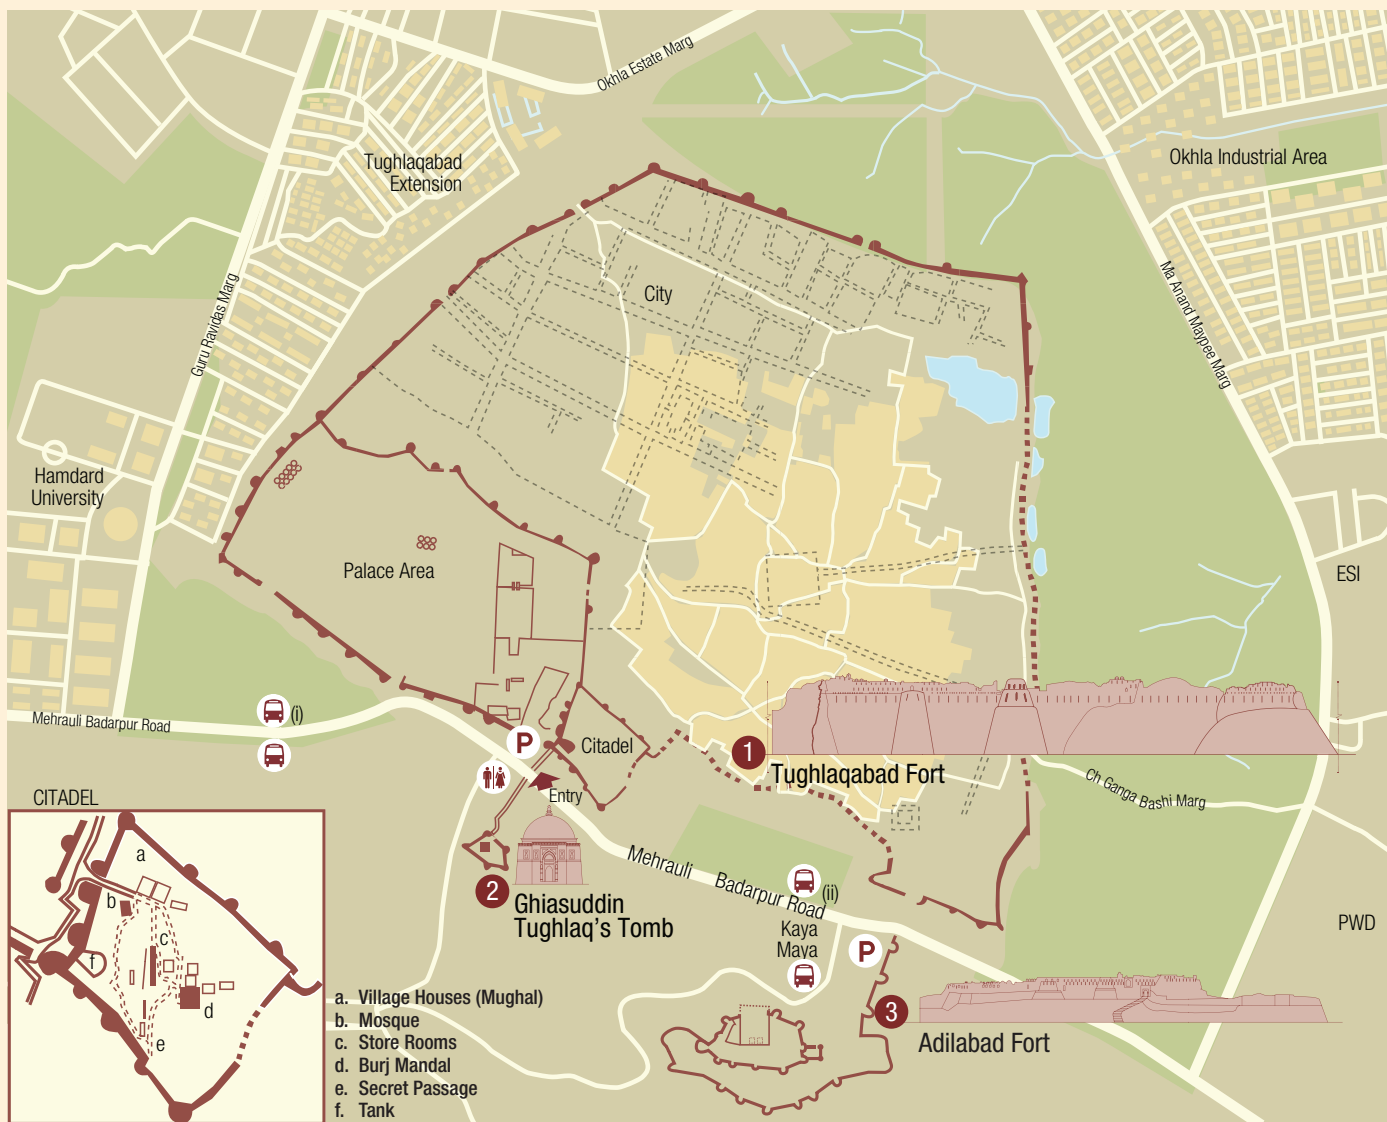 Okhla Estate Marg
Tughlaqabad
Extension
Okhla Industrial Area
Guru Ravidas Marg
City
Ma Anand Maypee Marg
Hamdard
University
Palace Area
ESI
Mehrauli Badarpur Road
(i)
P
Citadel
1
Tughlaqabad Fort
Ch Ganga Bashi Marg
Entry
CITADEL
a
b
c
f
d
e
2
Ghiasuddin
Tughlaq's Tomb
Mehrauli Badarpur Road
(ii)
Kaya
Maya
P
PWD
3
Adilabad Fort
a. Village Houses (Mughal)
b. Mosque
c. Store Rooms
d. Burj Mandal
e. Secret Passage
f. Tank